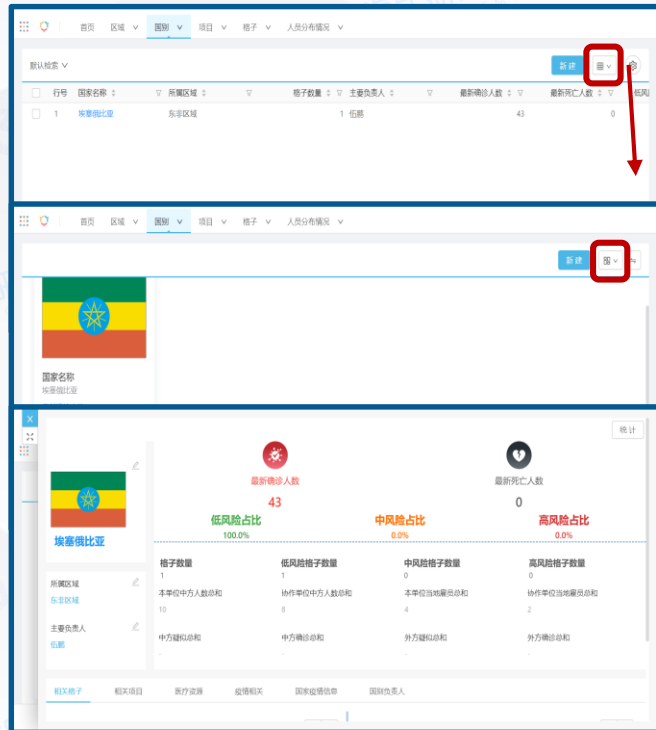 首页 区域 国别 项目 格子 人员分布情况
默认检索 新建
行号 国家名称 所属区域 格子数量 主要负责人 最新确诊人数 最新死亡人数 低风
1 埃塞俄比亚 东非区域 1 伍鹏 43 0
首页 区域 国别 项目 格子 人员分布情况
新建
国家名称
埃塞俄比亚
X
统计
最新确诊人数 最新死亡人数
43 0
低风险占比 中风险占比 高风险占比
100.0% 0.0% 0.0%
埃塞俄比亚
格子数量 低风险格子数量 中风险格子数量 高风险格子数量
1 1 0 0
所属区域
东非区域
本单位中方人数总和 协作单位中方人数总和 本单位当地雇员总和 协作单位当地雇员总和
10 8 4 2
主要负责人
伍鹏
中方疑似总和 中方确诊总和 外方疑似总和 外方确诊总和
- - - -
相关格子 相关项目 医疗资源 疫情相关 国家疫情信息 国别负责人